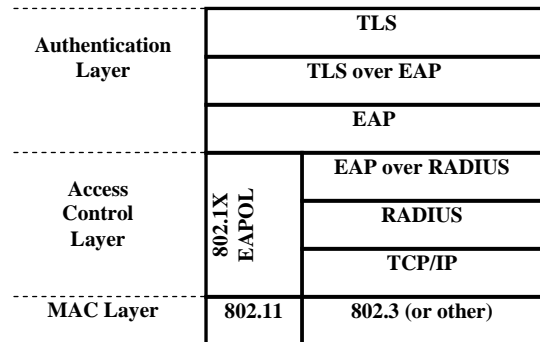 TLS
Authentication
Layer
TLS over EAP
EAP
Access
Control
Layer
802.1X
EAPOL
EAP over RADIUS
RADIUS
TCP/IP
MAC Layer
802.11
802.3 (or other)